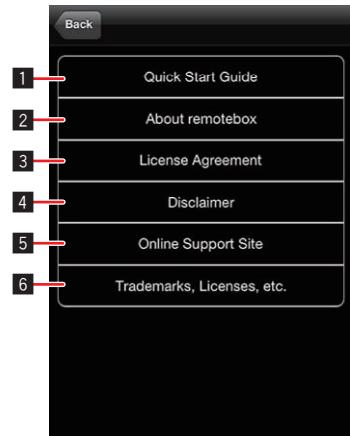 Back
1 Quick Start Guide
2 About remotebox
3 License Agreement
4 Disclaimer
5 Online Support Site
6 Trademarks, Licenses, etc.